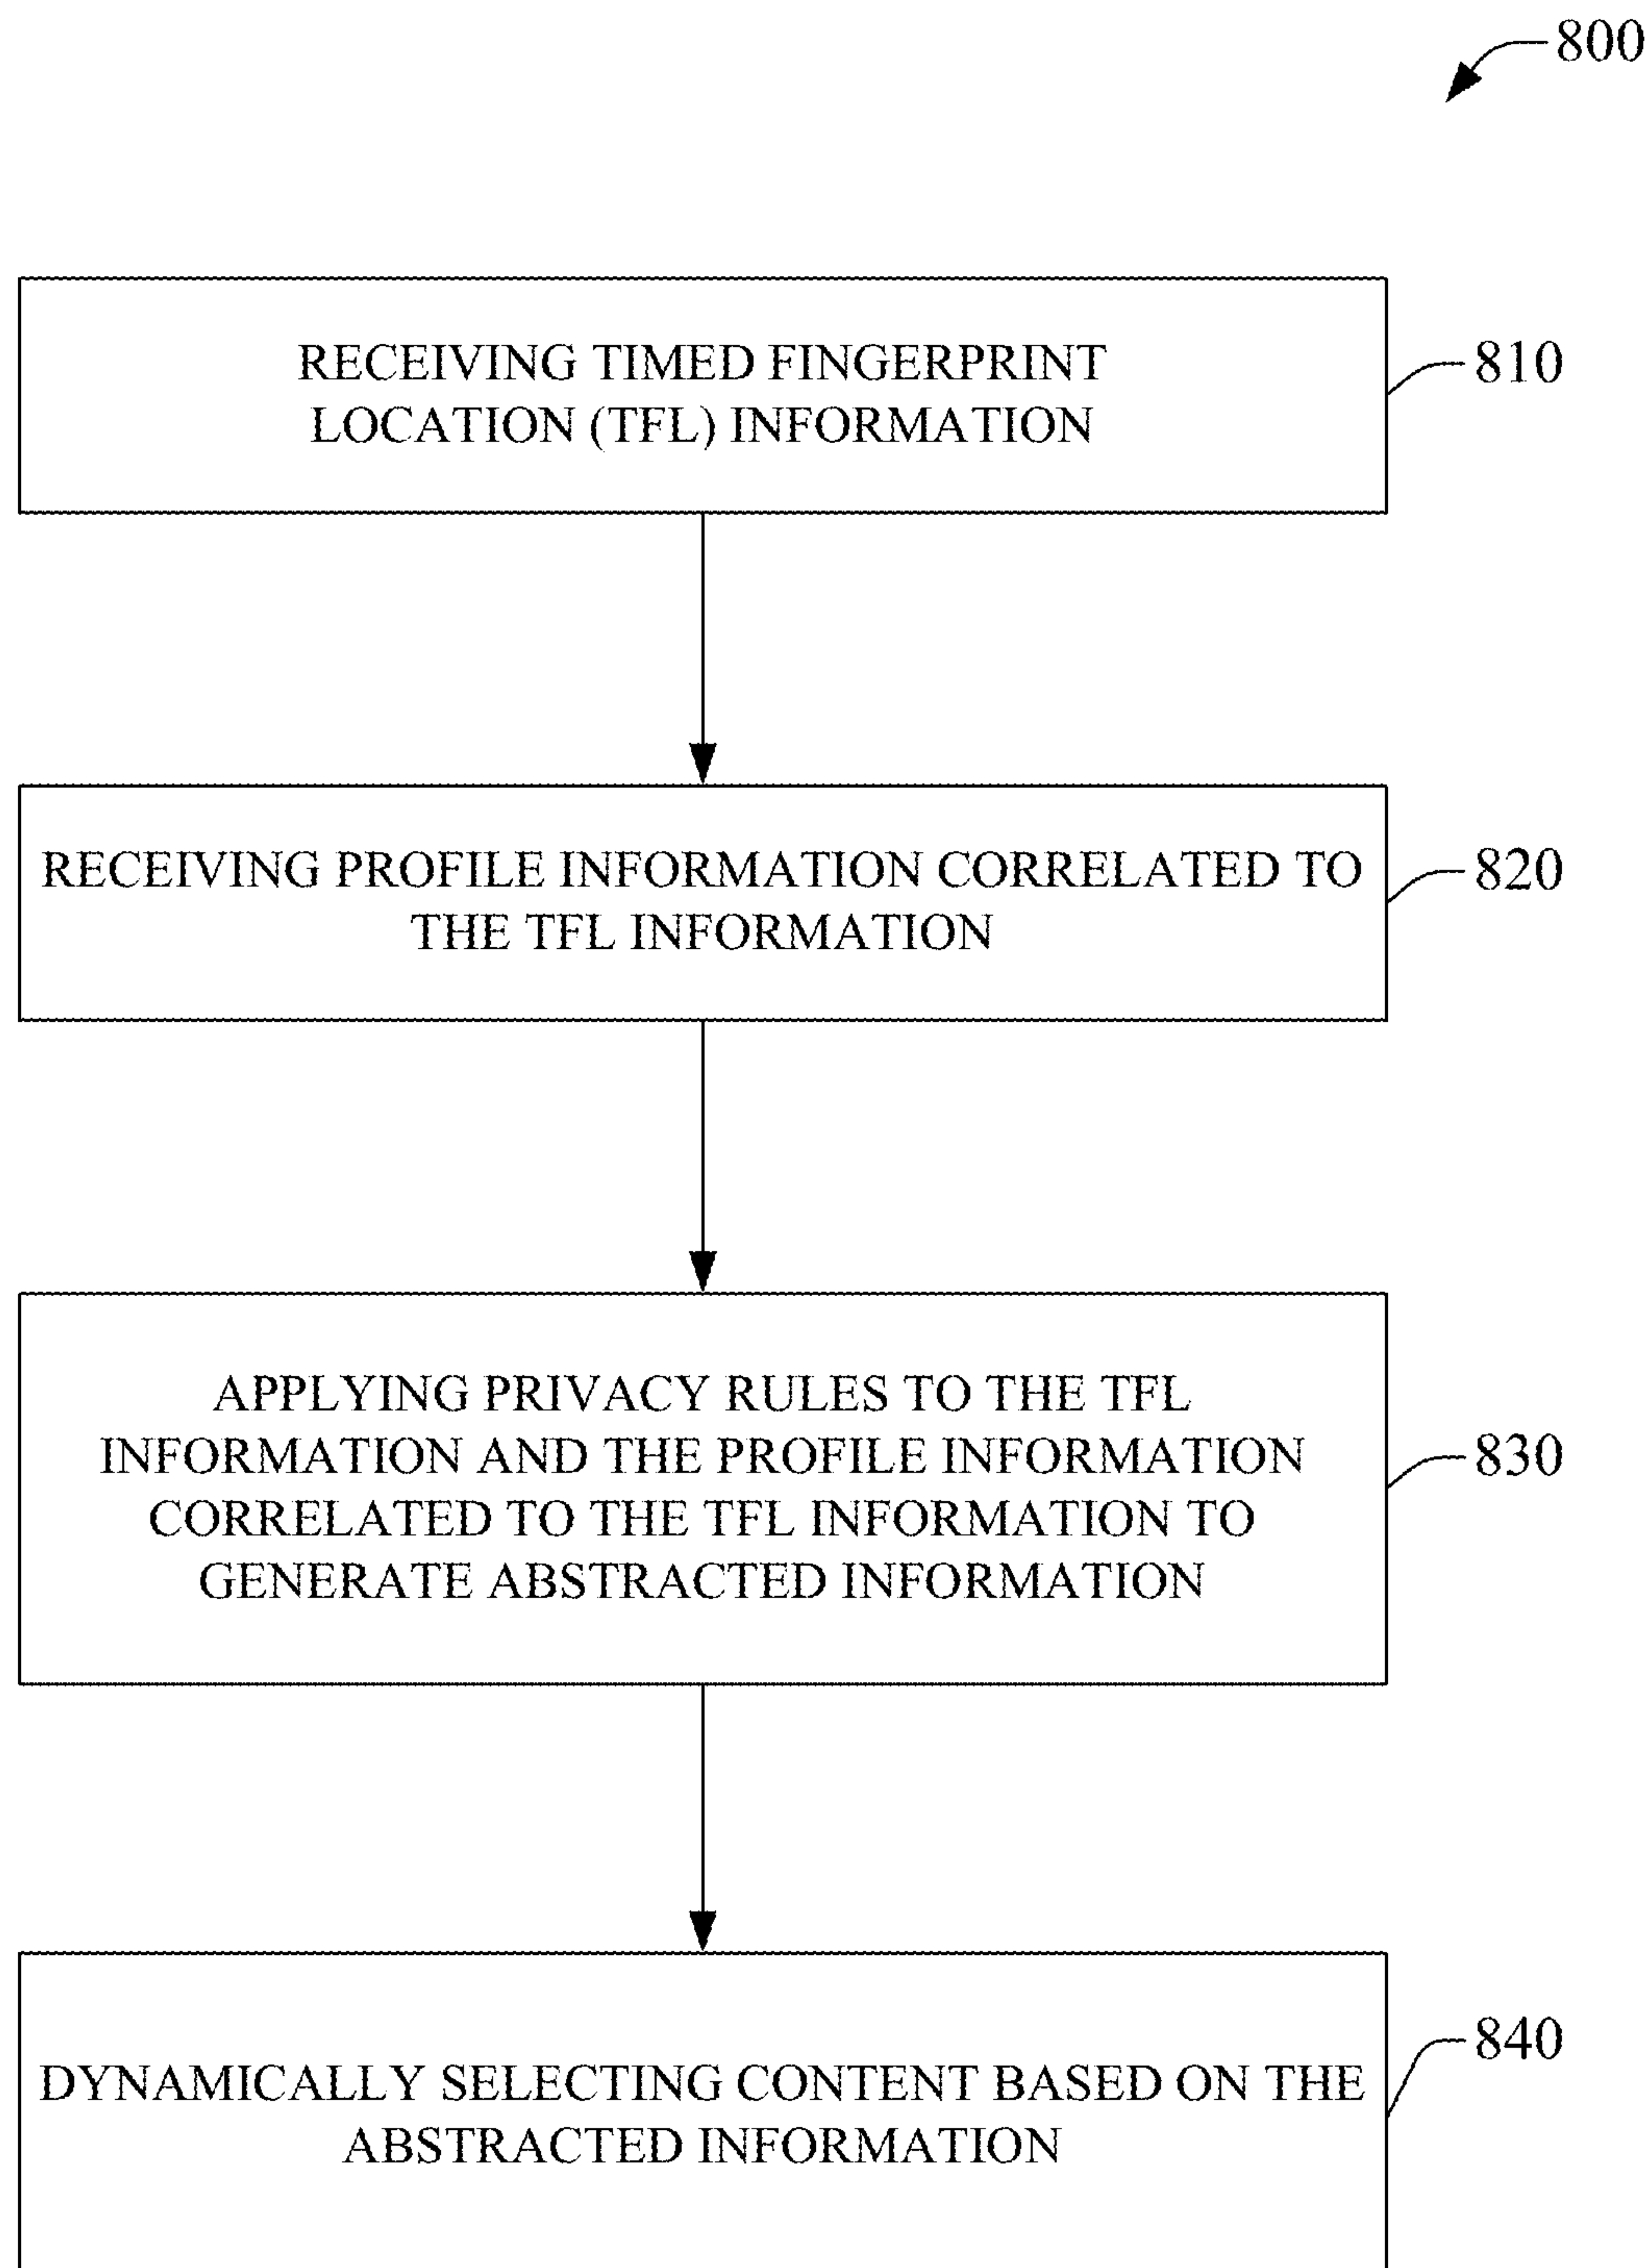 800
RECEIVING TIMED FINGERPRINT
LOCATION (TFL) INFORMATION
810
RECEIVING PROFILE INFORMATION CORRELATED TO
THE TFL INFORMATION
820
APPLYING PRIVACY RULES TO THE TFL
INFORMATION AND THE PROFILE INFORMATION
CORRELATED TO THE TFL INFORMATION TO
GENERATE ABSTRACTED INFORMATION
830
DYNAMICALLY SELECTING CONTENT BASED ON THE
ABSTRACTED INFORMATION
840